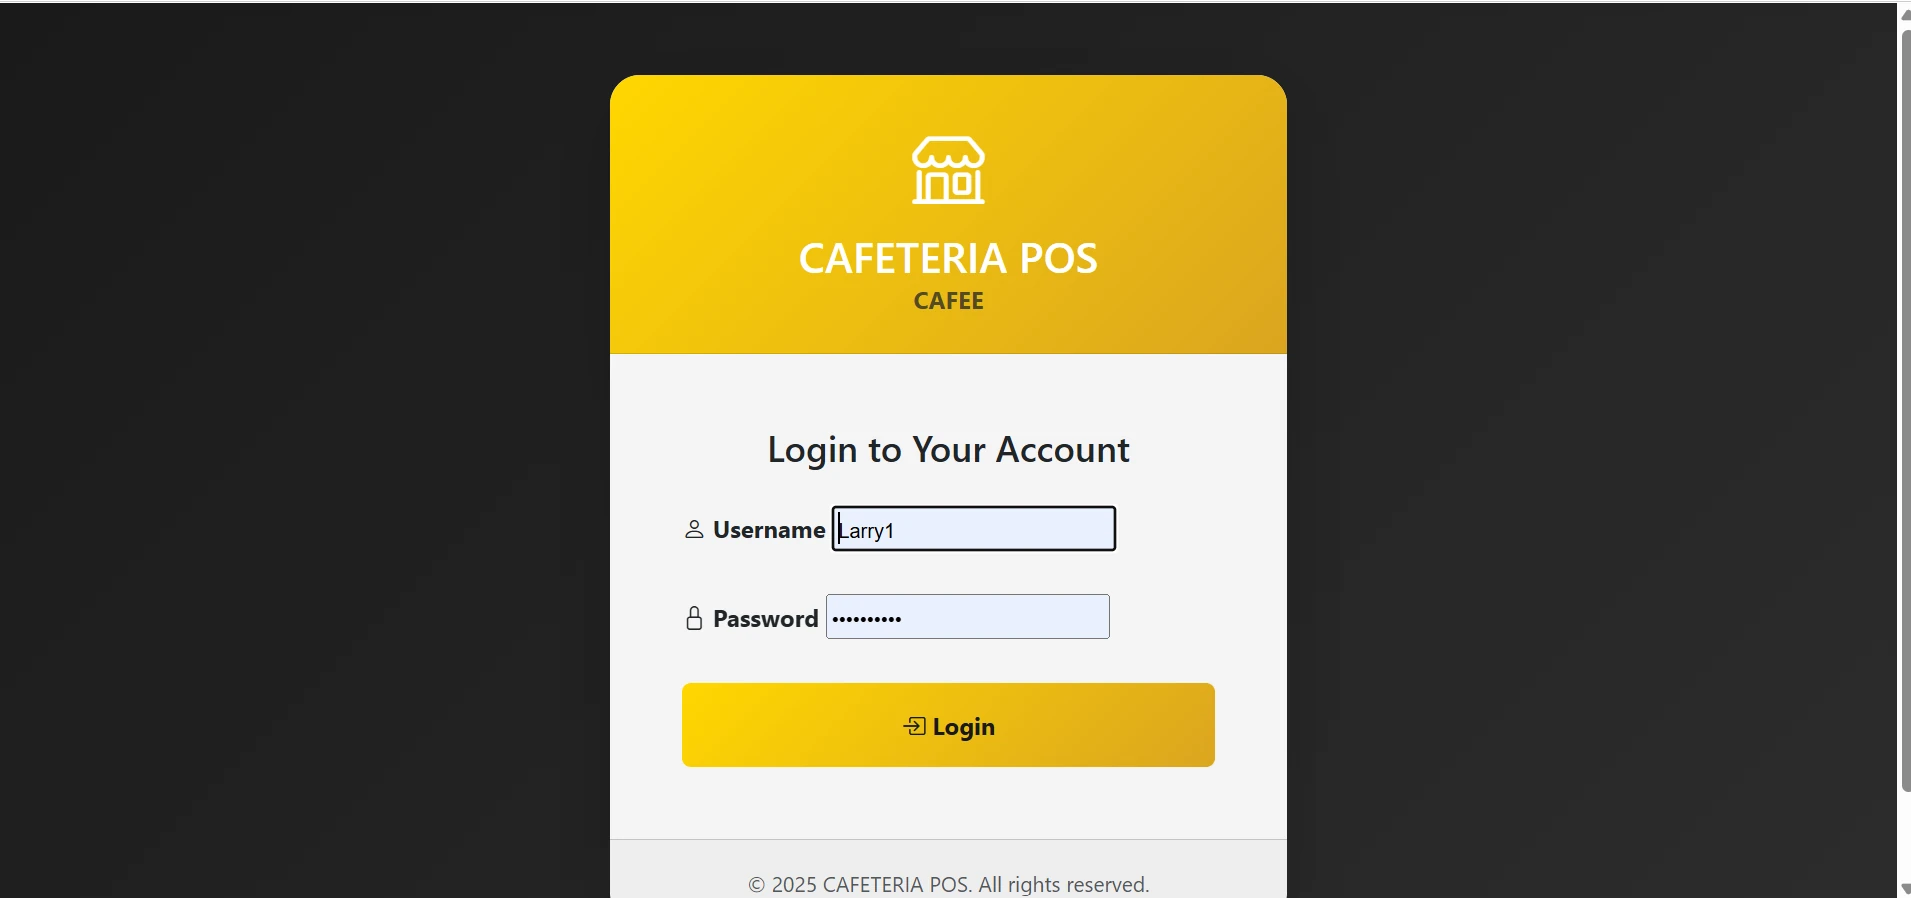 CAFETERIA POS
CAFEE
Login to Your Account
Username Larry1
Password ••••••••••
Login
© 2025 CAFETERIA POS. All rights reserved.